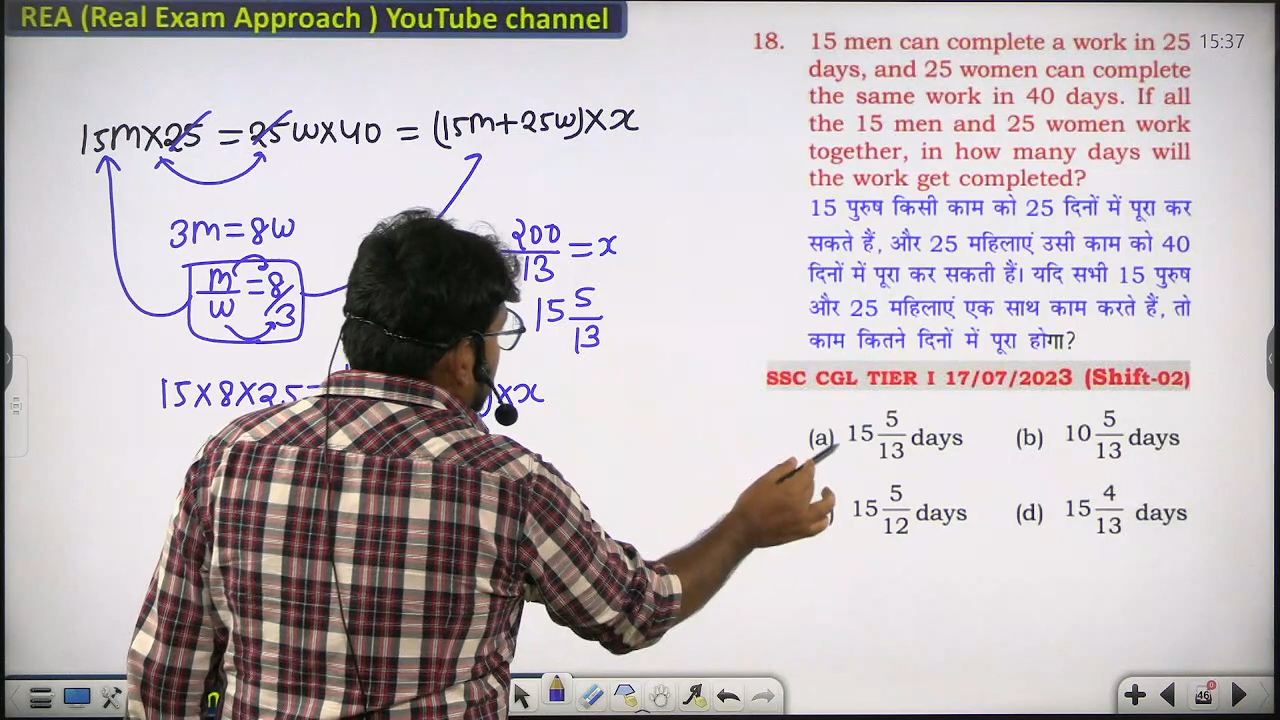 REA (Real Exam Approach ) YouTube channel
15:37
15M×25 = 25W×40 = (15M+25W)×x
3M=8W
M/W = 8/3
200/13 = x
15 5/13
15×8×25=
)×x
18. 15 men can complete a work in 25
days, and 25 women can complete
the same work in 40 days. If all
the 15 men and 25 women work
together, in how many days will
the work get completed?
15 पुरुष किसी काम को 25 दिनों में पूरा कर
सकते हैं, और 25 महिलाएं उसी काम को 40
दिनों में पूरा कर सकती हैं। यदि सभी 15 पुरुष
और 25 महिलाएं एक साथ काम करते हैं, तो
काम कितने दिनों में पूरा होगा?
SSC CGL TIER I 17/07/2023 (Shift-02)
(a) 15 5/13 days (b) 10 5/13 days
15 5/12 days (d) 15 4/13 days
46